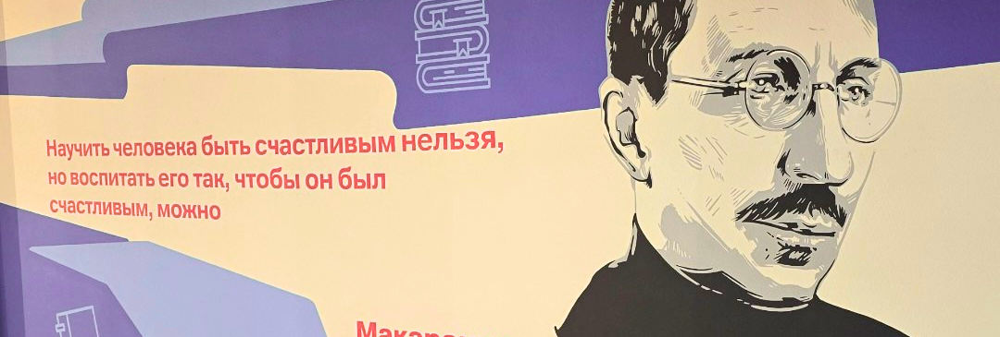 Научить человека быть счастливым нельзя,
но воспитать его так, чтобы он был
счастливым, можно